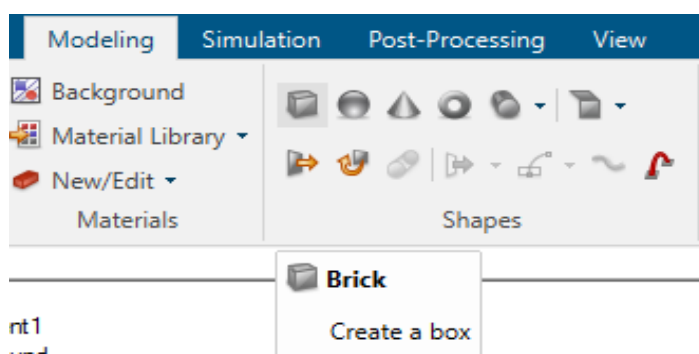 Modeling Simulation Post-Processing View
Background
Material Library
New/Edit
Materials
Shapes
Brick
Create a box
nt1